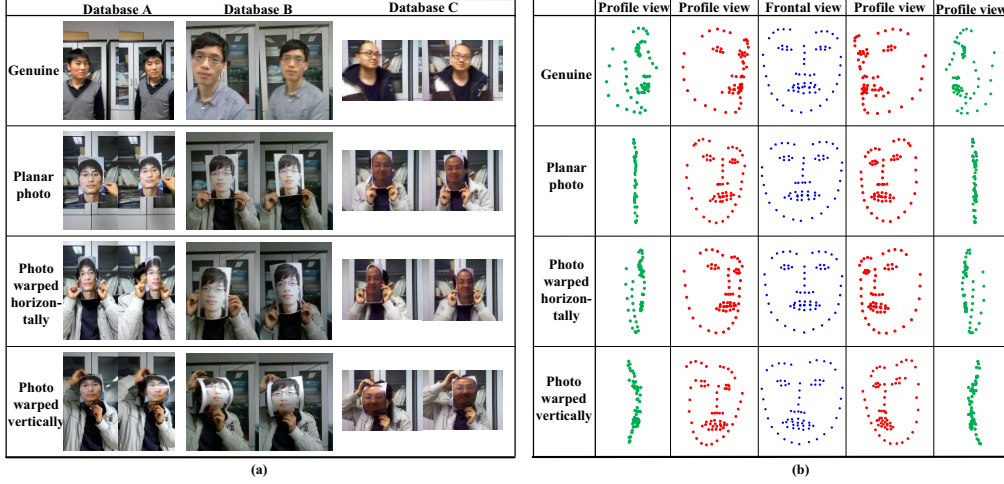 Database A Database B Database C
Genuine
Planar
photo
Photo
warped
horizon-
tally
Photo
warped
vertically
(a)
Profile view Profile view Frontal view Profile view Profile view
Genuine
Planar
photo
Photo
warped
horizon-
tally
Photo
warped
vertically
(b)